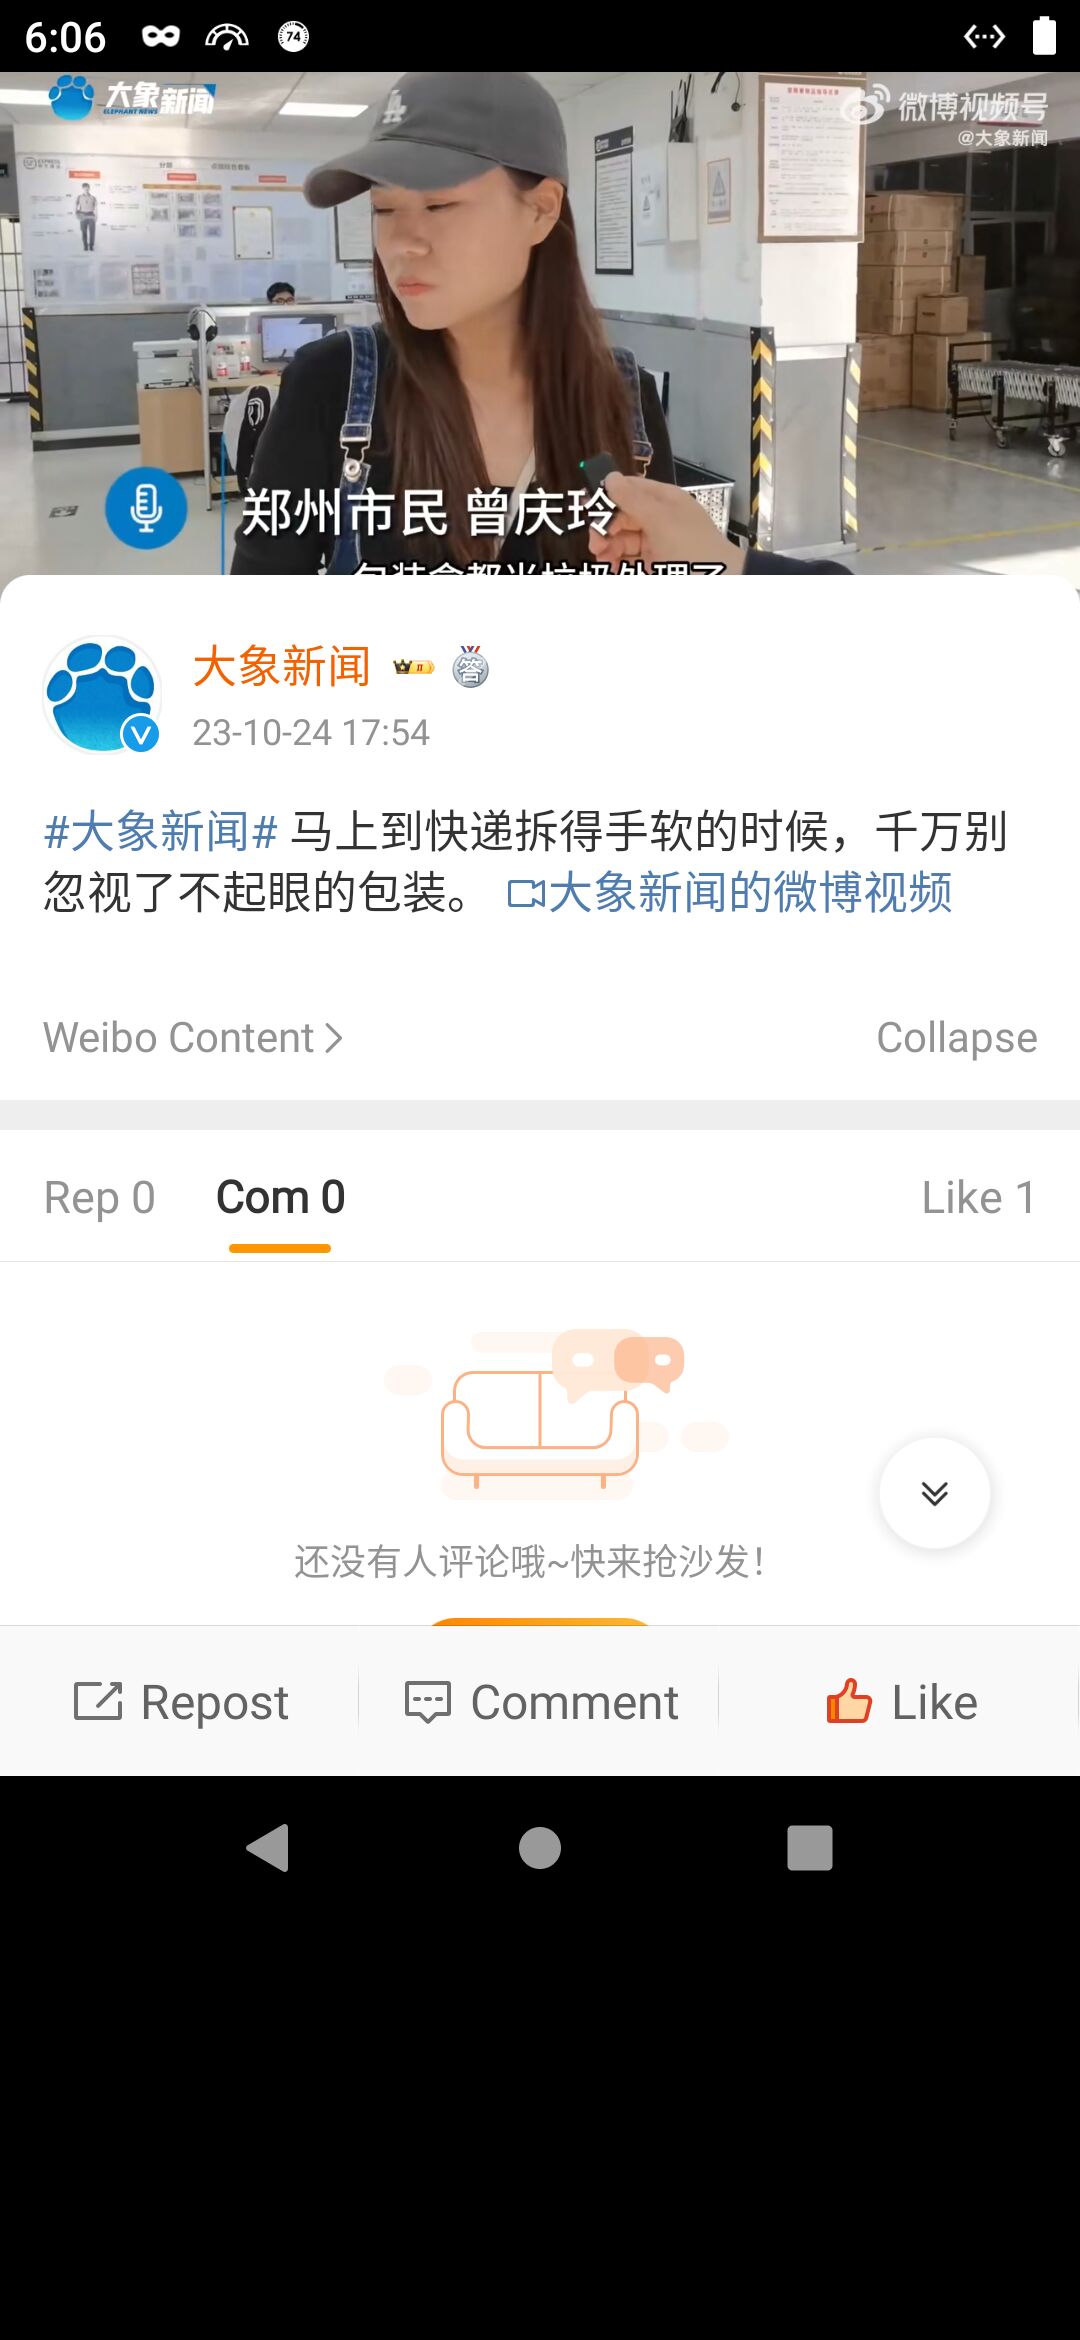 6:06
74
大象新闻
ELEPHANT NEWS
微博视频号
@大象新闻
郑州市民 曾庆玲
大象新闻
23-10-24 17:54
#大象新闻# 马上到快递拆得手软的时候，千万别
忽视了不起眼的包装。 大象新闻的微博视频
Weibo Content
Collapse
Rep 0
Com 0
Like 1
还没有人评论哦~快来抢沙发！
Repost
Comment
Like